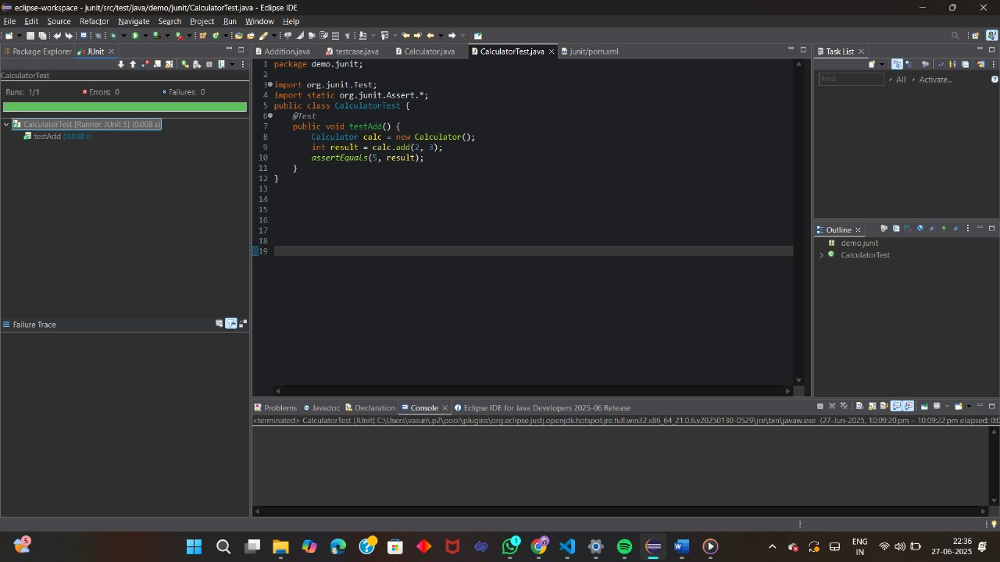 eclipse-workspace - junit/src/test/java/demo/junit/CalculatorTest.java - Eclipse IDE
File Edit Source Refactor Navigate Search Project Run Window Help
Package Explorer JUnit
CalculatorTest
Runs: 1/1 Errors: 0 Failures: 0
CalculatorTest [Runner: JUnit 5] (0.008 s)
testAdd (0.008 s)
Failure Trace
Addition.java testcase.java Calculator.java CalculatorTest.java junit/pom.xml
1 package demo.junit;
2
3 import org.junit.Test;
4 import static org.junit.Assert.*;
5 public class CalculatorTest {
6 @Test
7 public void testAdd() {
8 Calculator calc = new Calculator();
9 int result = calc.add(2, 3);
10 assertEquals(5, result);
11 }
12 }
13
14
15
16
17
18
19
Task List
Find All Activate...
Outline
demo.junit
CalculatorTest
Problems Javadoc Declaration Console Eclipse IDE for Java Developers 2025-06 Release
<terminated> CalculatorTest [JUnit] C:\Users\vasun\.p2\pool\plugins\org.eclipse.justj.openjdk.hotspot.jre.full.win32.x86_64_21.0.6.v20250130-0529\jre\bin\javaw.exe (27-Jun-2025, 10:09:20 pm – 10:09:22 pm elapsed: 0:0
5
1
ENG
IN
22:36
27-06-2025